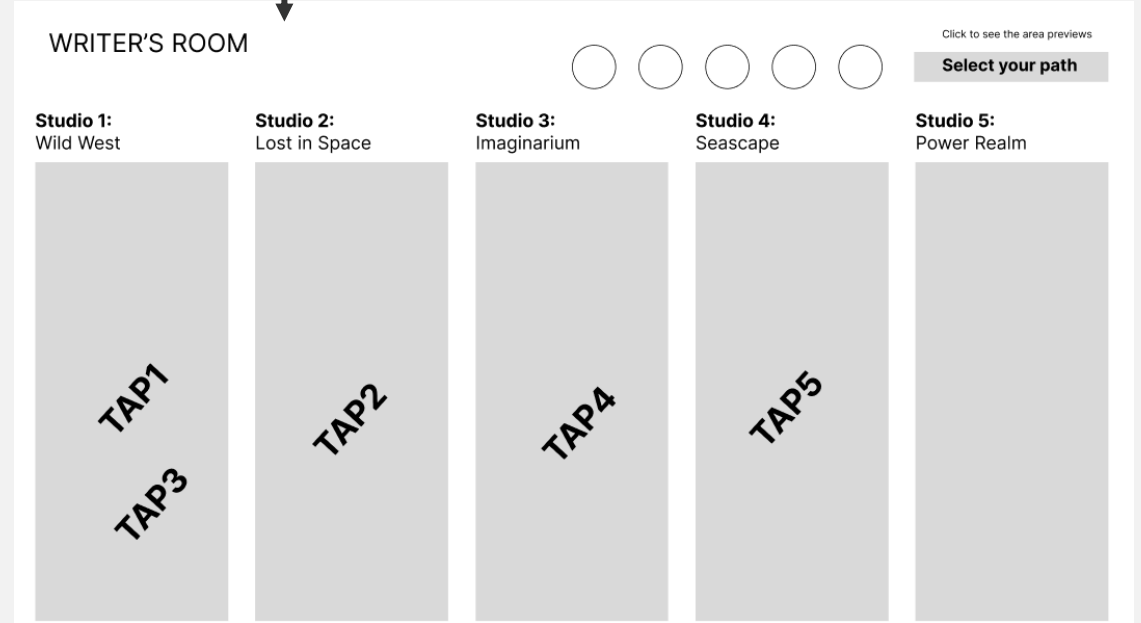 WRITER'S ROOM
Click to see the area previews
Select your path
Studio 1:
Wild West
Studio 2:
Lost in Space
Studio 3:
Imaginarium
Studio 4:
Seascape
Studio 5:
Power Realm
TAP1
TAP3
TAP2
TAP4
TAP5